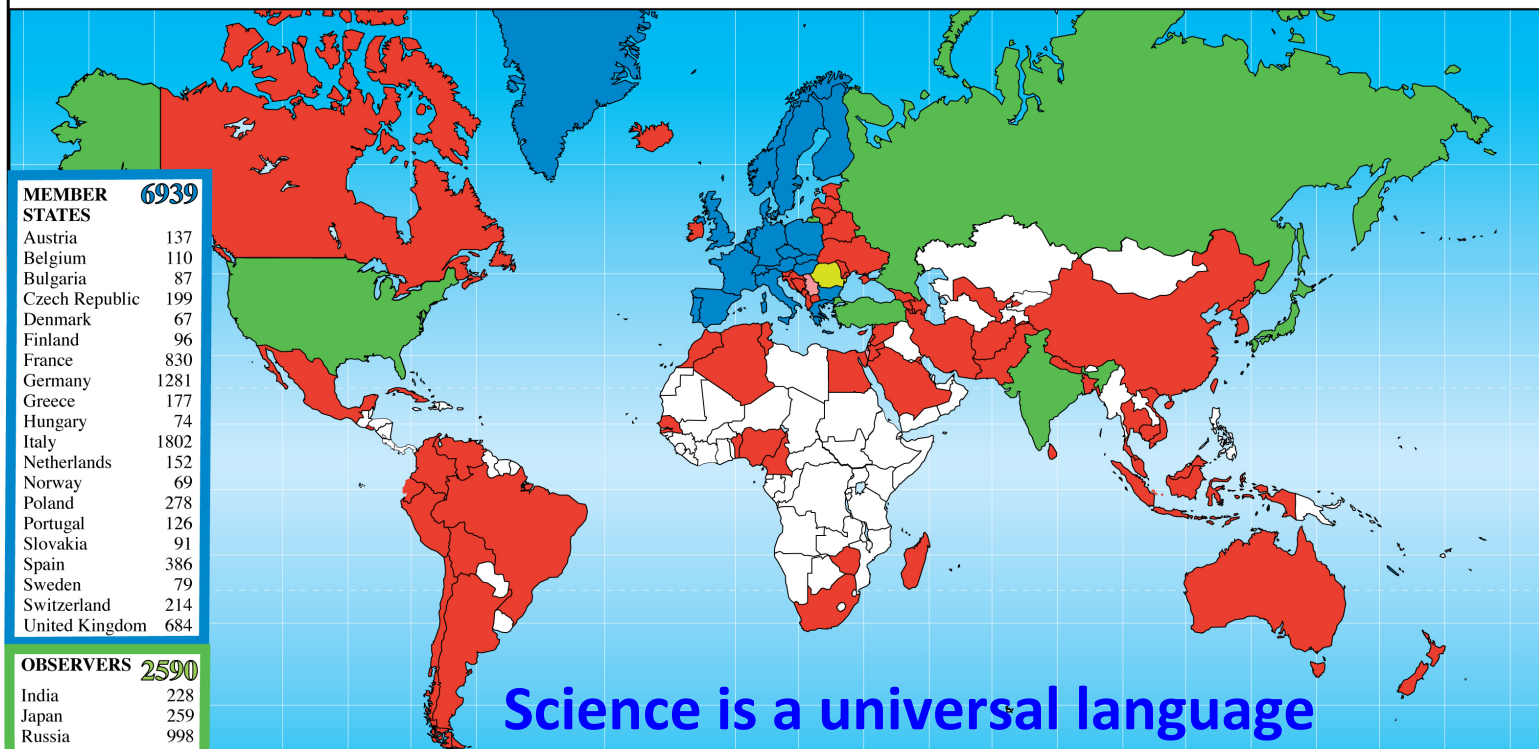 MEMBER 6939
STATES
Austria 137
Belgium 110
Bulgaria 87
Czech Republic 199
Denmark 67
Finland 96
France 830
Germany 1281
Greece 177
Hungary 74
Italy 1802
Netherlands 152
Norway 69
Poland 278
Portugal 126
Slovakia 91
Spain 386
Sweden 79
Switzerland 214
United Kingdom 684
OBSERVERS 2590
India 228
Japan 259
Russia 998
Science is a universal language